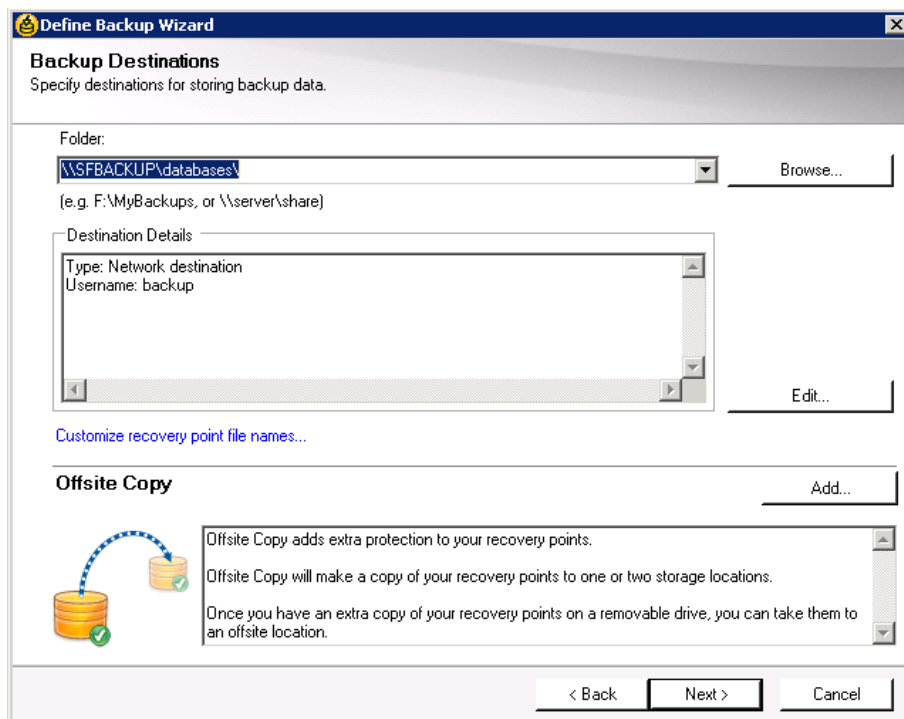 Define Backup Wizard
Backup Destinations
Specify destinations for storing backup data.
Folder:
\\SFBACKUP\databases\
Browse...
(e.g. F:\MyBackups, or \\server\share)
Destination Details
Type: Network destination
Username: backup
Edit...
Customize recovery point file names...
Offsite Copy
Add...
Offsite Copy adds extra protection to your recovery points.
Offsite Copy will make a copy of your recovery points to one or two storage locations.
Once you have an extra copy of your recovery points on a removable drive, you can take them to
an offsite location.
< Back
Next >
Cancel